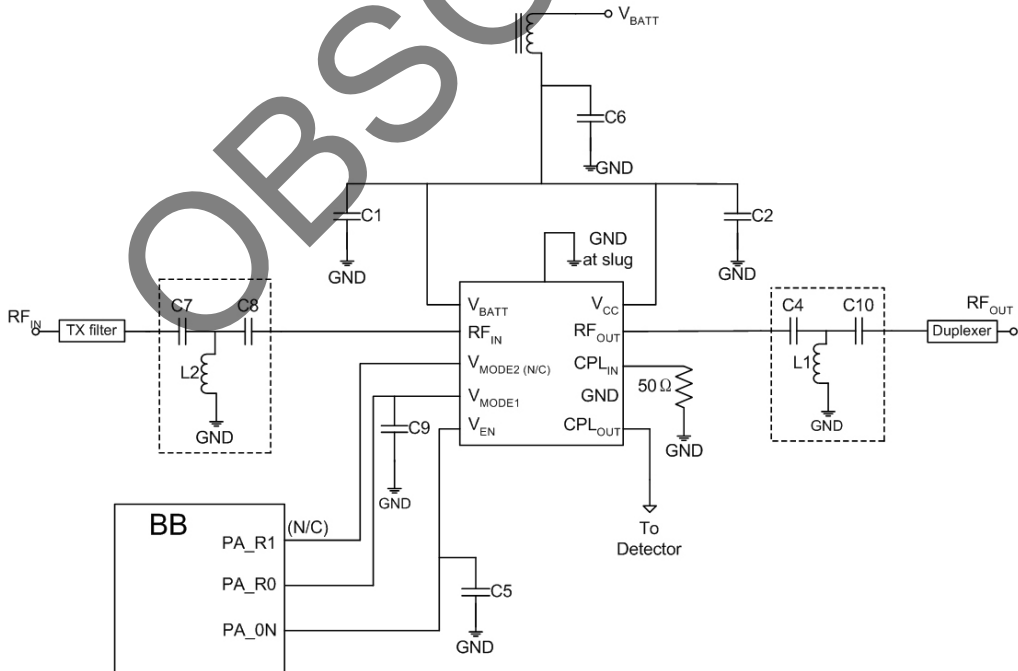 V_BATT
C6
GND
C1
C2
GND
GND
GND
at slug
C7
C8
V_BATT
V_CC
C4
C10
RF_IN
TX filter
RF_IN
RF_OUT
Duplexer
RF_OUT
L2
V_MODE2 (N/C)
CPL_IN
50 Ω
L1
V_MODE1
GND
GND
C9
V_EN
CPL_OUT
GND
GND
GND
BB
(N/C)
To
Detector
PA_R1
PA_R0
C5
PA_0N
GND